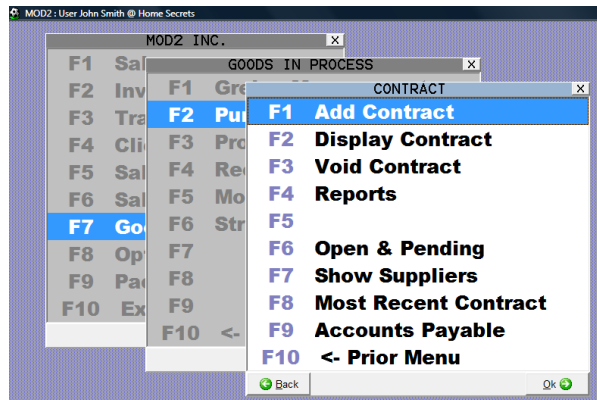 MOD2 : User John Smith @ Home Secrets
MOD2 INC.
F1
F2
F3
F4
F5
F6
F7
F8
F9
F10 Ex
GOODS IN PROCESS
F1
F2
F3
F4
F5
F6
F7
F8
F9
F10 <-
CONTRACT
F1 Add Contract
F2 Display Contract
F3 Void Contract
F4 Reports
F5
F6 Open & Pending
F7 Show Suppliers
F8 Most Recent Contract
F9 Accounts Payable
F10 <- Prior Menu
Back
Ok